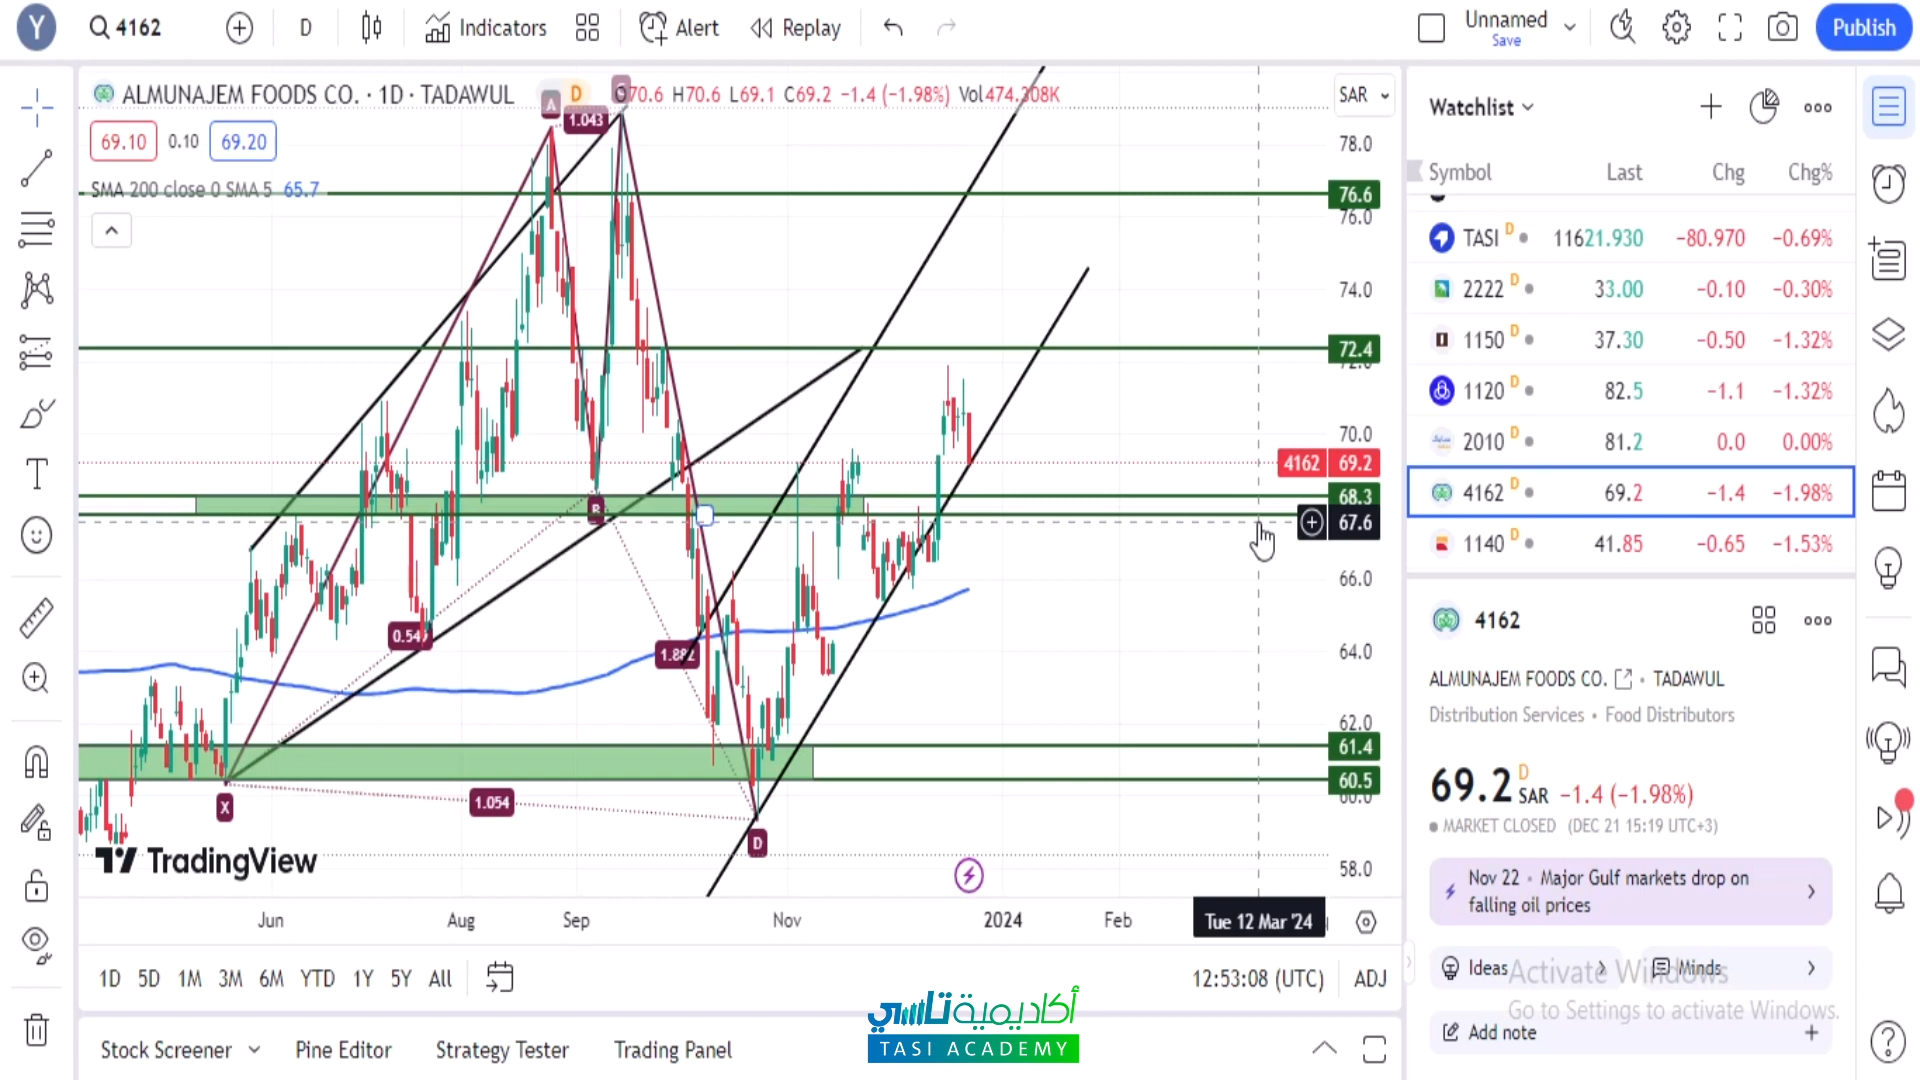 Y
4162
D
Indicators
Alert
Replay
Unnamed
Save
Publish
ALMUNAJEM FOODS CO. · 1D · TADAWUL
D
70.6 H70.6 L69.1 C69.2 −1.4 (−1.98%) Vol474.308K
SAR
69.10
0.10
69.20
SMA 200 close 0 SMA 5 65.7
A
1.043
B
1.882
X
1.054
D
78.0
76.6
76.0
74.0
72.4
72.0
70.0
4162 69.2
68.3
67.6
66.0
64.0
62.0
61.4
60.5
60.0
58.0
TradingView
Jun
Aug
Sep
Nov
2024
Feb
Tue 12 Mar '24
1D
5D
1M
3M
6M
YTD
1Y
5Y
All
12:53:08 (UTC)
ADJ
Stock Screener
Pine Editor
Strategy Tester
Trading Panel
أكاديمية تاسي
TASI ACADEMY
Watchlist
Symbol Last Chg Chg%
TASI D 11621.930 −80.970 −0.69%
2222 D 33.00 −0.10 −0.30%
1150 D 37.30 −0.50 −1.32%
1120 D 82.5 −1.1 −1.32%
2010 D 81.2 0.0 0.00%
4162 D 69.2 −1.4 −1.98%
1140 D 41.85 −0.65 −1.53%
4162
ALMUNAJEM FOODS CO. • TADAWUL
Distribution Services • Food Distributors
69.2 D SAR −1.4 (−1.98%)
MARKET CLOSED (DEC 21 15:19 UTC+3)
Nov 22 • Major Gulf markets drop on
falling oil prices
Ideas
Minds
Activate Windows
Go to Settings to activate Windows.
Add note